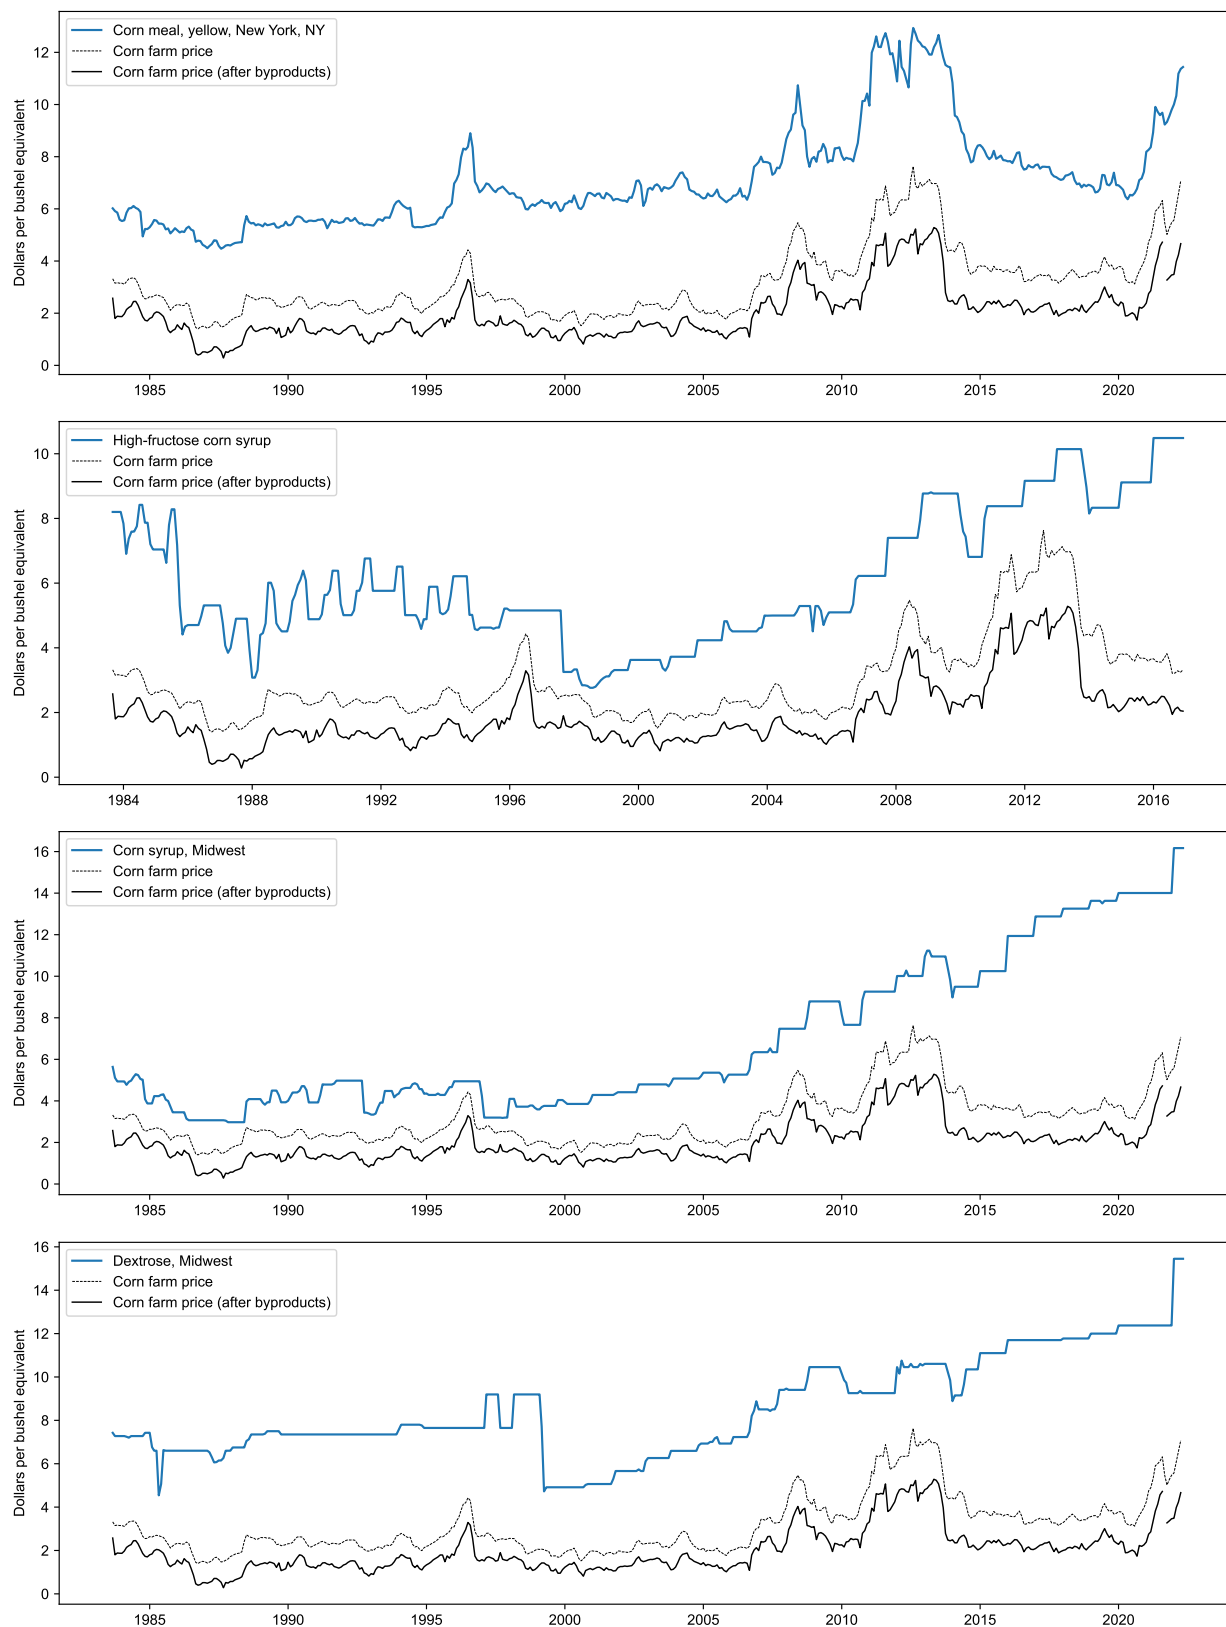 Corn meal, yellow, New York, NY
Corn farm price
Corn farm price (after byproducts)
Dollars per bushel equivalent
12
10
8
6
4
2
0
1985 1990 1995 2000 2005 2010 2015 2020
High-fructose corn syrup
Corn farm price
Corn farm price (after byproducts)
Dollars per bushel equivalent
10
8
6
4
2
0
1984 1988 1992 1996 2000 2004 2008 2012 2016
Corn syrup, Midwest
Corn farm price
Corn farm price (after byproducts)
Dollars per bushel equivalent
16
14
12
10
8
6
4
2
0
1985 1990 1995 2000 2005 2010 2015 2020
Dextrose, Midwest
Corn farm price
Corn farm price (after byproducts)
Dollars per bushel equivalent
16
14
12
10
8
6
4
2
0
1985 1990 1995 2000 2005 2010 2015 2020